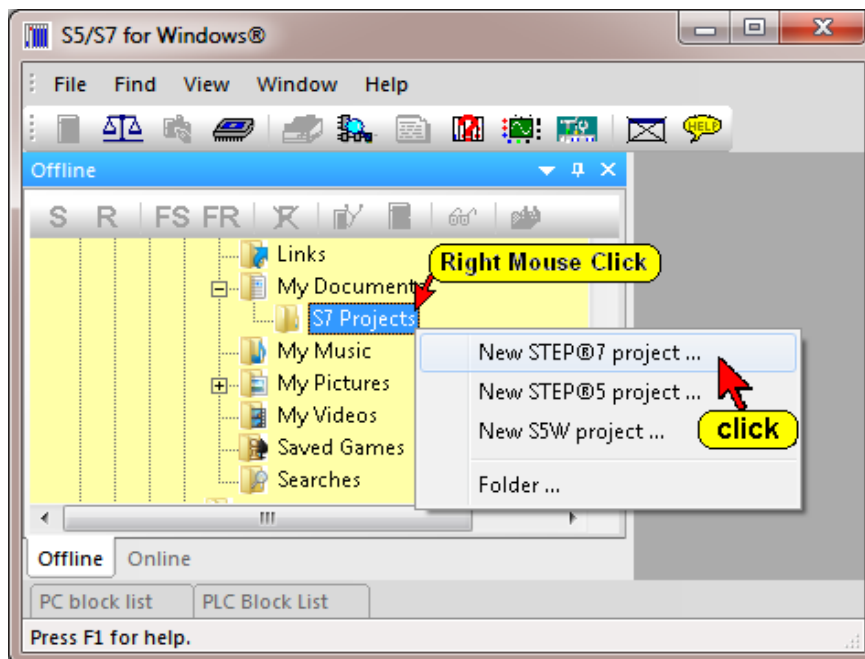 S5/S7 for Windows®
File Find View Window Help
HELP
Offline
S R FS FR
Links
Right Mouse Click
My Document
S7 Projects
New STEP®7 project ...
My Music
My Pictures
New STEP®5 project ...
My Videos
New S5W project ...
click
Saved Games
Searches
Folder ...
Offline Online
PC block list PLC Block List
Press F1 for help.